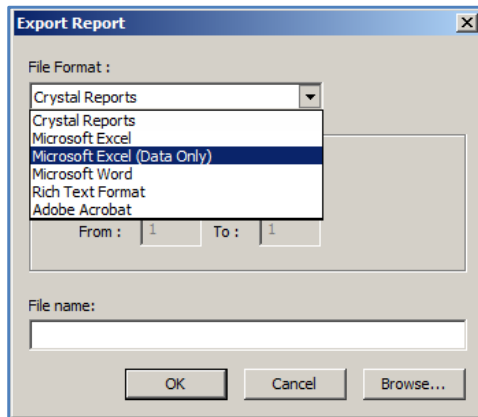 Export Report
File Format :
Crystal Reports
Crystal Reports
Microsoft Excel
Microsoft Excel (Data Only)
Microsoft Word
Rich Text Format
Adobe Acrobat
From : 1 To : 1
File name:
OK Cancel Browse...